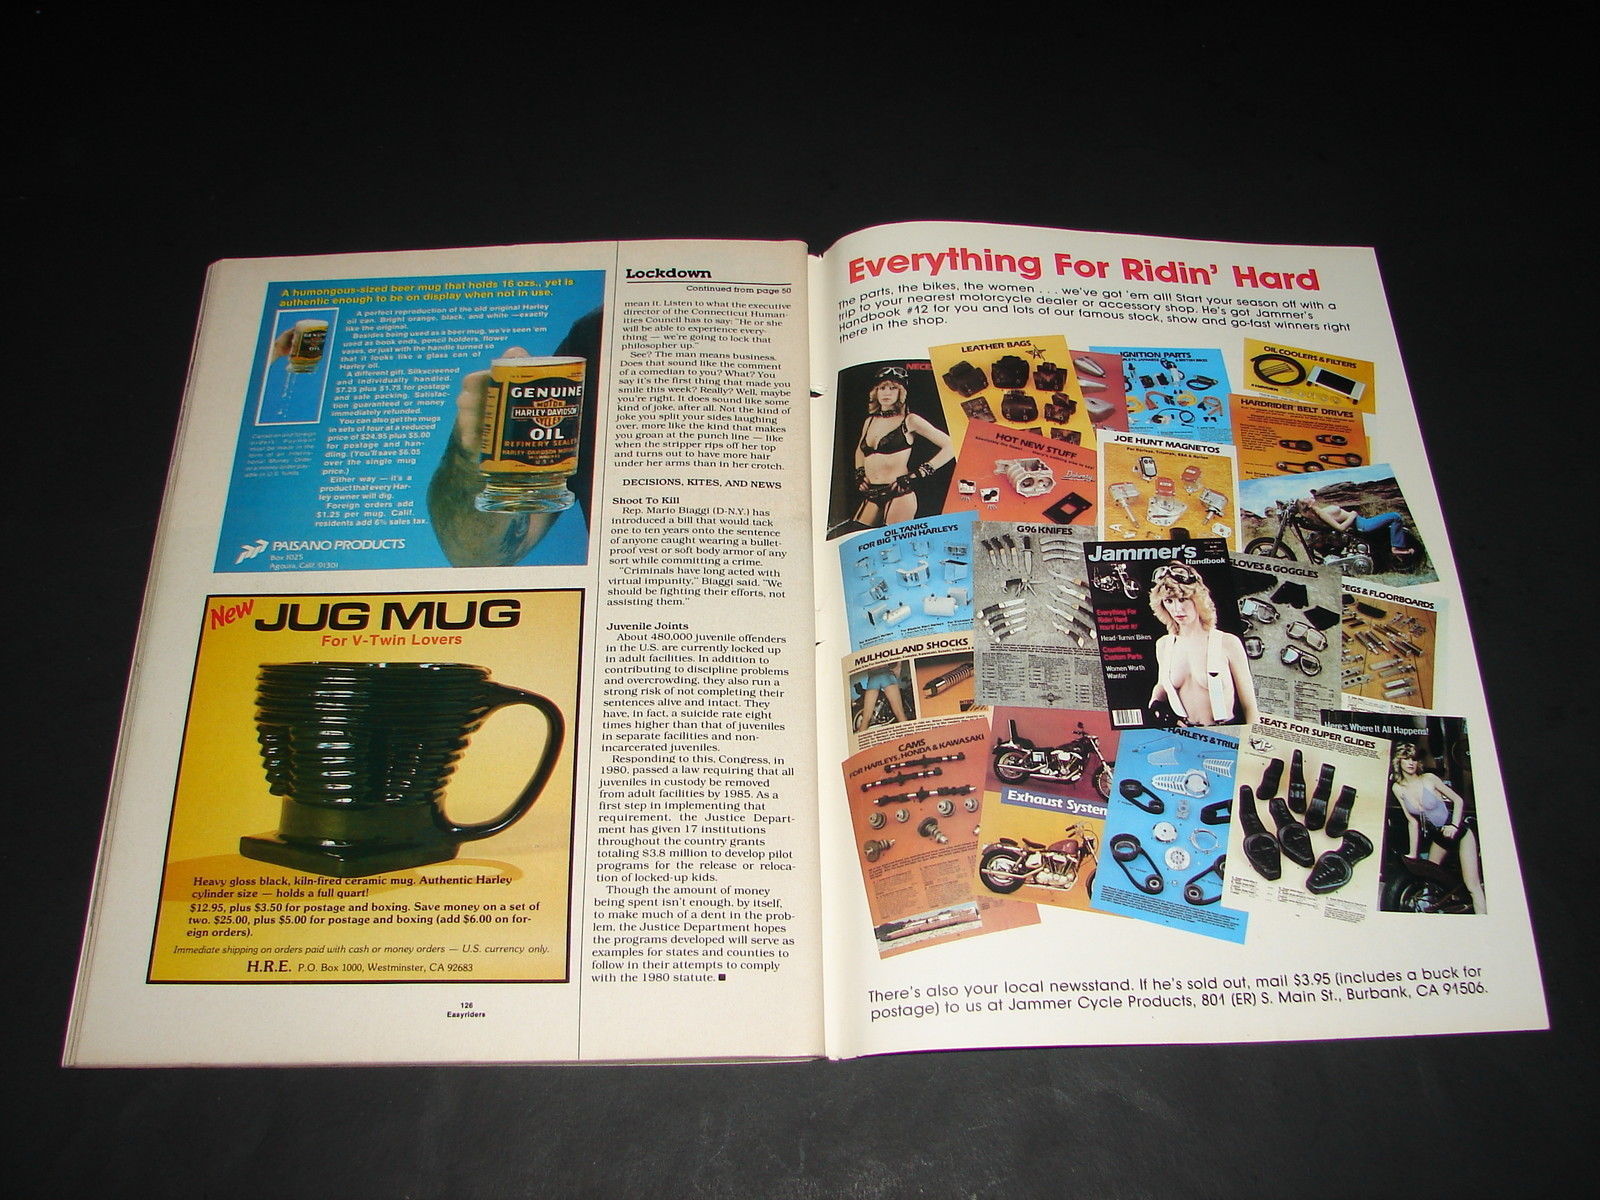 A humongous-sized beer mug that holds 16 ozs., yet is
authentic enough to be on display when not in use.
A perfect reproduction of the old original Harley
oil can. Bright orange, black, and white —exactly
like the original.
Besides being used as a beer mug, we've seen 'em
used as book ends, pencil holders, flower
vases, or just with the handle turned so
that it looks like a glass can of
Harley oil.
A different gift. Silkscreened
and individually handled.
$7.25 plus $1.75 for postage
and safe packing. Satisfac-
tion guaranteed or money
immediately refunded.
You can also get the mugs
in sets of four at a reduced
price of $24.95 plus $5.00
for postage and han-
dling. (You'll save $6.05
over the single mug
price.)
Either way — it's a
product that every Har-
ley owner will dig.
Foreign orders add
$1.25 per mug. Calif.
residents add 6% sales tax.
GENUINE
MOTOR
HARLEY-DAVIDSON
CYCLES
OIL
REFINERY SEALED
HARLEY-DAVIDSON MOTOR
U.S.A.
PAISANO PRODUCTS
Box 1025
Agoura, Calif. 91301
New JUG MUG
For V-Twin Lovers
Heavy gloss black, kiln-fired ceramic mug. Authentic Harley
cylinder size — holds a full quart!
$12.95, plus $3.50 for postage and boxing. Save money on a set of
two. $25.00, plus $5.00 for postage and boxing (add $6.00 on for-
eign orders).
Immediate shipping on orders paid with cash or money orders — U.S. currency only.
H.R.E. P.O. Box 1000, Westminster, CA 92683
126
Easyriders
Lockdown
Continued from page 50
mean it. Listen to what the executive
director of the Connecticut Human-
ities Council has to say: "He or she
will be able to experience every-
thing — we're going to lock that
philosopher up."
See? The man means business.
Does that sound like the comment
of a comedian to you? What? You
say it's the first thing that made you
smile this week? Really? Well, maybe
you're right. It does sound like some
kind of joke, after all. Not the kind of
joke you split your sides laughing
over, more like the kind that makes
you groan at the punch line — like
when the stripper rips off her top
and turns out to have more hair
under her arms than in her crotch.
DECISIONS, KITES, AND NEWS
Shoot To Kill
Rep. Mario Biaggi (D-N.Y.) has
introduced a bill that would tack
one to ten years onto the sentence
of anyone caught wearing a bullet-
proof vest or soft body armor of any
sort while committing a crime.
"Criminals have long acted with
virtual impunity," Biaggi said. "We
should be fighting their efforts, not
assisting them."
Juvenile Joints
About 480,000 juvenile offenders
in the U.S. are currently locked up
in adult facilities. In addition to
contributing to discipline problems
and overcrowding, they also run a
strong risk of not completing their
sentences alive and intact. They
have, in fact, a suicide rate eight
times higher than that of juveniles
in separate facilities and non-
incarcerated juveniles.
Responding to this, Congress, in
1980, passed a law requiring that all
juveniles in custody be removed
from adult facilities by 1985. As a
first step in implementing that
requirement, the Justice Depart-
ment has given 17 institutions
throughout the country grants
totaling $3.8 million to develop pilot
programs for the release or reloca-
tion of locked-up kids.
Though the amount of money
being spent isn't enough, by itself,
to make much of a dent in the prob-
lem, the Justice Department hopes
the programs developed will serve as
examples for states and counties to
follow in their attempts to comply
with the 1980 statute. ■
Everything For Ridin' Hard
The parts, the bikes, the women . . . we've got 'em all! Start your season off with a
trip to your nearest motorcycle dealer or accessory shop. He's got Jammer's
Handbook #12 for you and lots of our famous stock, show and go-fast winners right
there in the shop.
LEATHER BAGS
IGNITION PARTS
OIL COOLERS & FILTERS
HARDRIDER BELT DRIVES
HOT NEW STUFF
JOE HUNT MAGNETOS
OIL TANKS
FOR BIG TWIN HARLEYS
G96 KNIFES
Jammer's
Handbook
Everything For
Rider Hard
You'll Love It!
Head-Turnin' Bikes
Countless
Custom Parts
Women Worth
Wantin'
GLOVES & GOGGLES
PEGS & FLOORBOARDS
MULHOLLAND SHOCKS
CAMS
FOR HARLEYS, HONDA & KAWASAKI
Exhaust System
HARLEYS & TRIU
SEATS FOR SUPER GLIDES
Here's Where It All Happens!
There's also your local newsstand. If he's sold out, mail $3.95 (includes a buck for
postage) to us at Jammer Cycle Products, 801 (ER) S. Main St., Burbank, CA 91506.